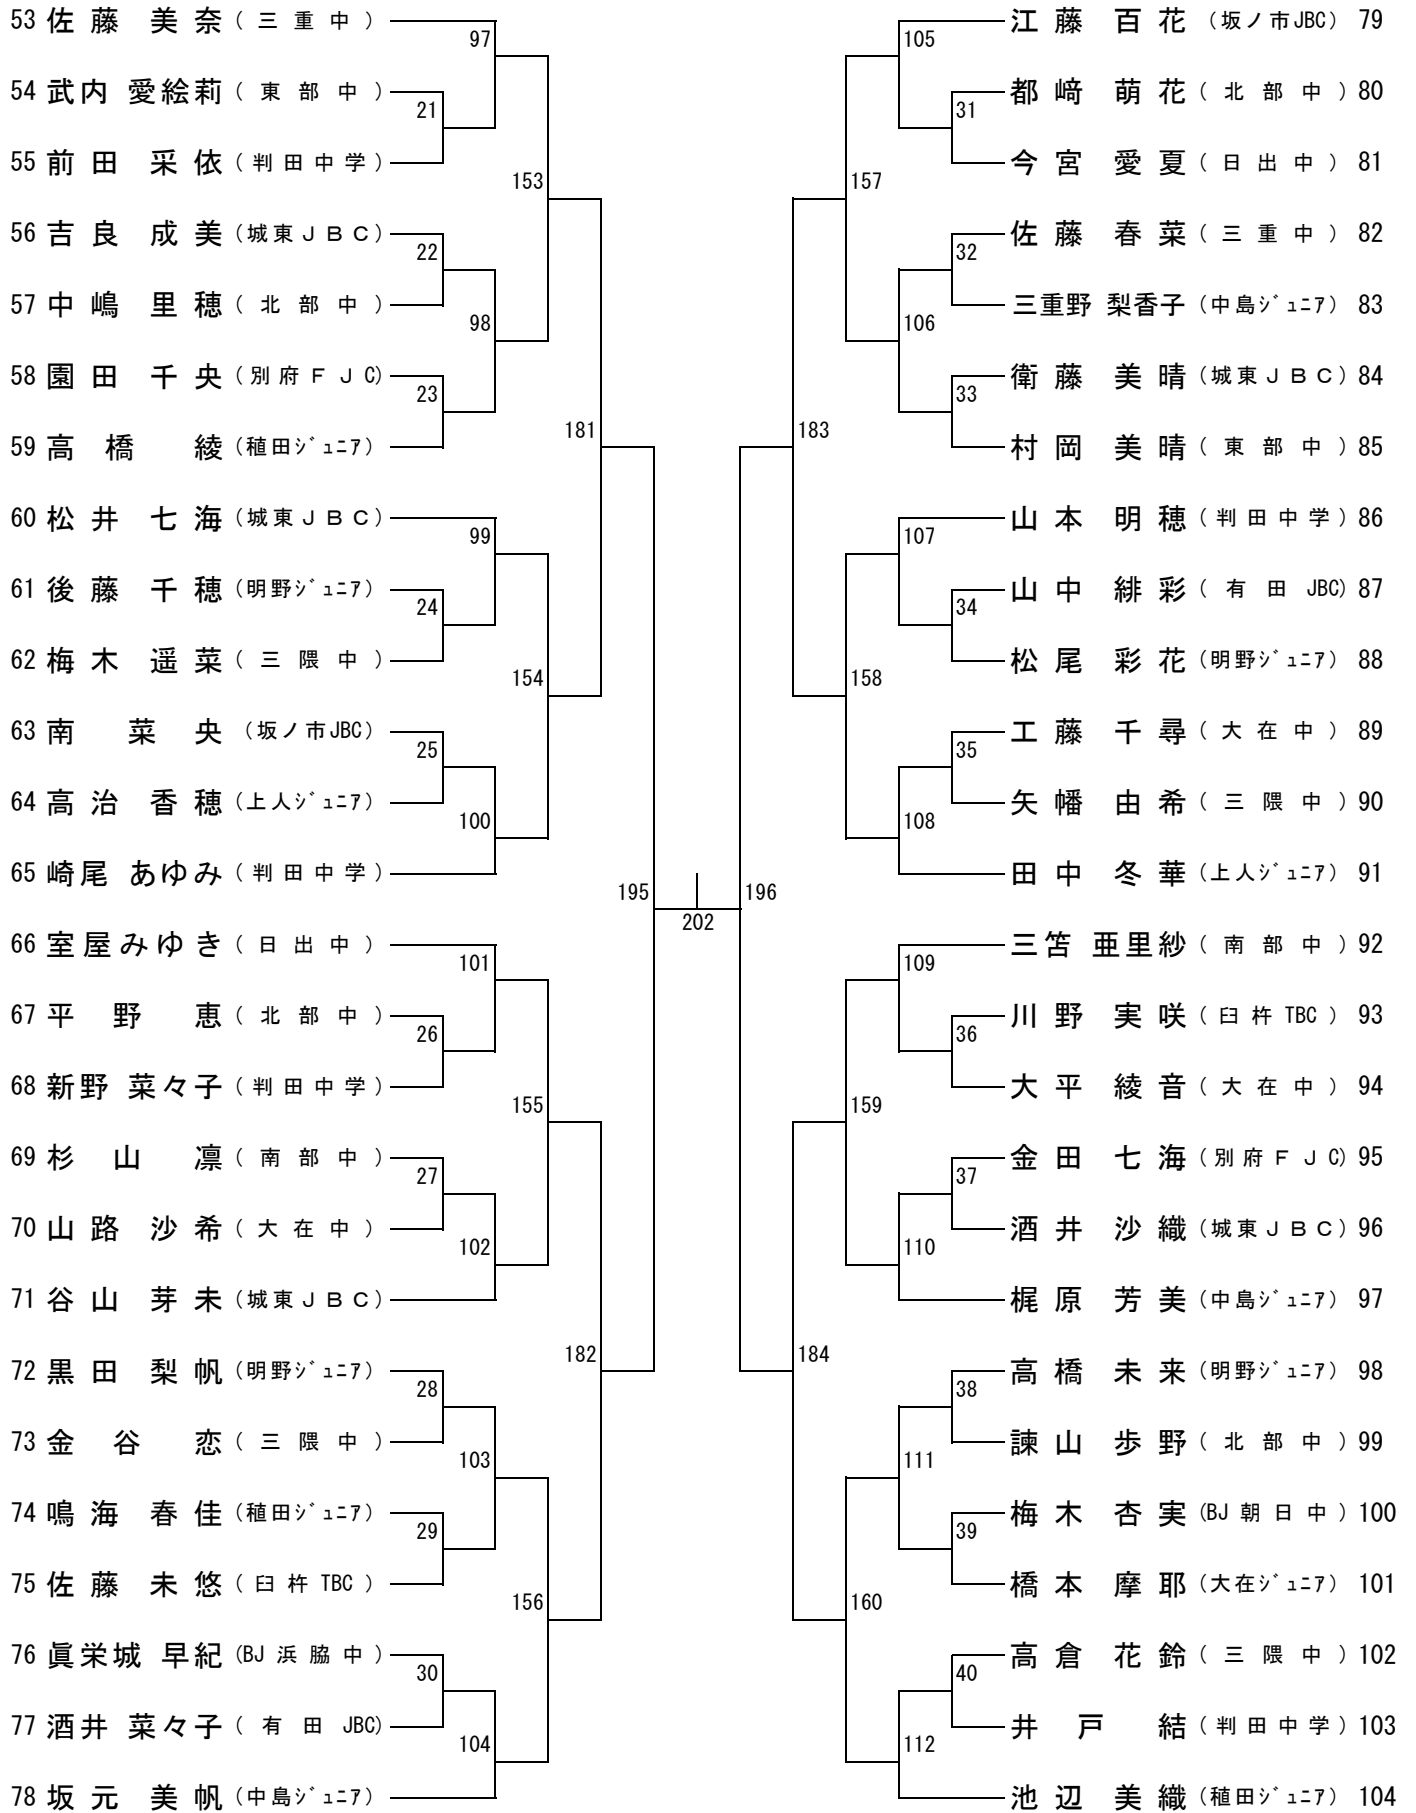 53 佐藤 美奈 (三重中)
97
54 武内 愛絵莉 (東部中)
21
55 前田 采依 (判田中学)
153
56 吉良 成美 (城東JBC)
22
57 中嶋 里穂 (北部中)
98
58 園田 千央 (別府FJC)
23
59 高橋 綾 (稙田ｼﾞｭﾆｱ)
181
60 松井 七海 (城東JBC)
99
61 後藤 千穂 (明野ｼﾞｭﾆｱ)
24
62 梅木 遥菜 (三隈中)
154
63 南 菜央 (坂ノ市JBC)
25
64 高治 香穂 (上人ｼﾞｭﾆｱ)
100
65 崎尾 あゆみ (判田中学)
195
66 室屋みゆき (日出中)
101
67 平野 恵 (北部中)
26
68 新野 菜々子 (判田中学)
155
69 杉山 凛 (南部中)
27
70 山路 沙希 (大在中)
102
71 谷山 芽未 (城東JBC)
182
72 黒田 梨帆 (明野ｼﾞｭﾆｱ)
28
73 金谷 恋 (三隈中)
103
74 鳴海 春佳 (稙田ｼﾞｭﾆｱ)
29
75 佐藤 未悠 (臼杵TBC)
156
76 眞栄城 早紀 (BJ浜脇中)
30
77 酒井 菜々子 (有田JBC)
104
78 坂元 美帆 (中島ｼﾞｭﾆｱ)
202
江藤 百花 (坂ノ市JBC) 79
105
都﨑 萌花 (北部中) 80
31
今宮 愛夏 (日出中) 81
157
佐藤 春菜 (三重中) 82
32
三重野 梨香子 (中島ｼﾞｭﾆｱ) 83
106
衛藤 美晴 (城東JBC) 84
33
村岡 美晴 (東部中) 85
183
山本 明穂 (判田中学) 86
107
山中 緋彩 (有田JBC) 87
34
松尾 彩花 (明野ｼﾞｭﾆｱ) 88
158
工藤 千尋 (大在中) 89
35
矢幡 由希 (三隈中) 90
108
田中 冬華 (上人ｼﾞｭﾆｱ) 91
196
三笘 亜里紗 (南部中) 92
109
川野 実咲 (臼杵TBC) 93
36
大平 綾音 (大在中) 94
159
金田 七海 (別府FJC) 95
37
酒井 沙織 (城東JBC) 96
110
梶原 芳美 (中島ｼﾞｭﾆｱ) 97
184
高橋 未来 (明野ｼﾞｭﾆｱ) 98
38
諫山 歩野 (北部中) 99
111
梅木 杏実 (BJ朝日中) 100
39
橋本 摩耶 (大在ｼﾞｭﾆｱ) 101
160
高倉 花鈴 (三隈中) 102
40
井戸 結 (判田中学) 103
112
池辺 美織 (稙田ｼﾞｭﾆｱ) 104